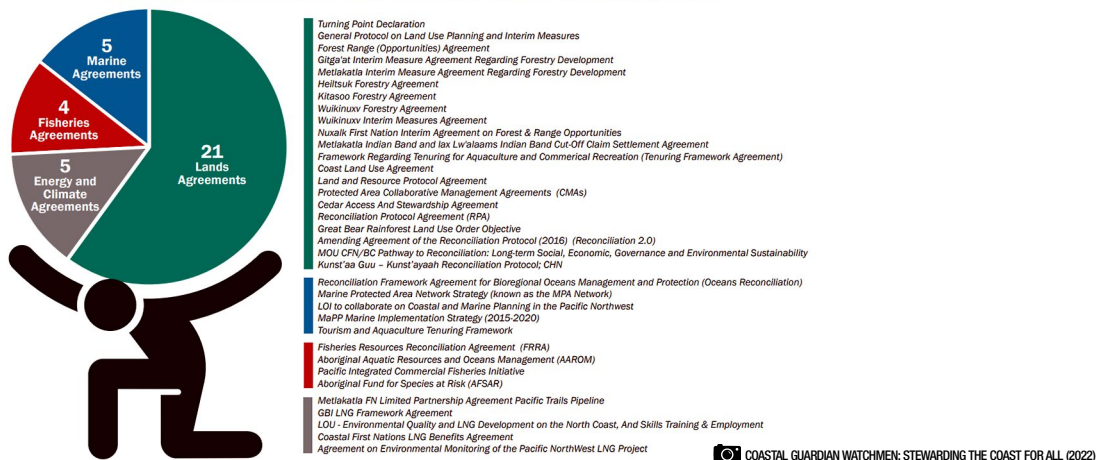 5
Marine
Agreements
4
Fisheries
Agreements
5
Energy and
Climate
Agreements
21
Lands
Agreements
Turning Point Declaration
General Protocol on Land Use Planning and Interim Measures
Forest Range (Opportunities) Agreement
Gitga'at Interim Measure Agreement Regarding Forestry Development
Metlakatla Interim Measure Agreement Regarding Forestry Development
Heiltsuk Forestry Agreement
Kitasoo Forestry Agreement
Wuikinuxv Forestry Agreement
Wuikinuxv Interim Measures Agreement
Nuxalk First Nation Interim Agreement on Forest & Range Opportunities
Metlakatla Indian Band and lax Lw'alaams Indian Band Cut-Off Claim Settlement Agreement
Framework Regarding Tenuring for Aquaculture and Commerical Recreation (Tenuring Framework Agreement)
Coast Land Use Agreement
Land and Resource Protocol Agreement
Protected Area Collaborative Management Agreements (CMAs)
Cedar Access And Stewardship Agreement
Reconciliation Protocol Agreement (RPA)
Great Bear Rainforest Land Use Order Objective
Amending Agreement of the Reconciliation Protocol (2016) (Reconciliation 2.0)
MOU CFN/BC Pathway to Reconciliation: Long-term Social, Economic, Governance and Environmental Sustainability
Kunst'aa Guu – Kunst'ayaah Reconciliation Protocol; CHN
Reconciliation Framework Agreement for Bioregional Oceans Management and Protection (Oceans Reconciliation)
Marine Protected Area Network Strategy (known as the MPA Network)
LOI to collaborate on Coastal and Marine Planning in the Pacific Northwest
MaPP Marine Implementation Strategy (2015-2020)
Tourism and Aquaculture Tenuring Framework
Fisheries Resources Reconciliation Agreement (FRRA)
Aboriginal Aquatic Resources and Oceans Management (AAROM)
Pacific Integrated Commercial Fisheries Initiative
Aboriginal Fund for Species at Risk (AFSAR)
Metlakatla FN Limited Partnership Agreement Pacific Trails Pipeline
GBI LNG Framework Agreement
LOU - Environmental Quality and LNG Development on the North Coast, And Skills Training & Employment
Coastal First Nations LNG Benefits Agreement
Agreement on Environmental Monitoring of the Pacific NorthWest LNG Project
COASTAL GUARDIAN WATCHMEN: STEWARDING THE COAST FOR ALL (2022)